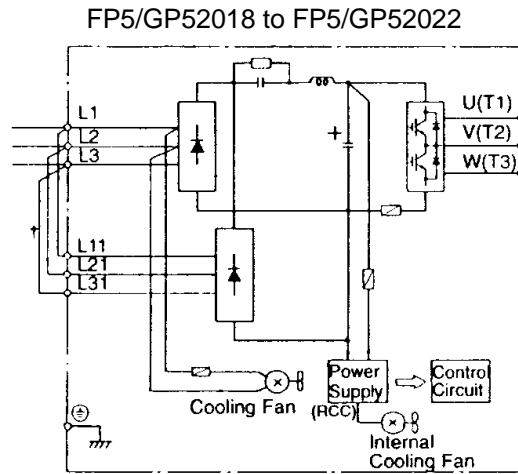 FP5/GP52018 to FP5/GP52022
L1
L2
L3
U(T1)
V(T2)
W(T3)
+
L11
L21
L31
Cooling Fan
Power
Supply
(RCC)
Control
Circuit
Internal
Cooling Fan